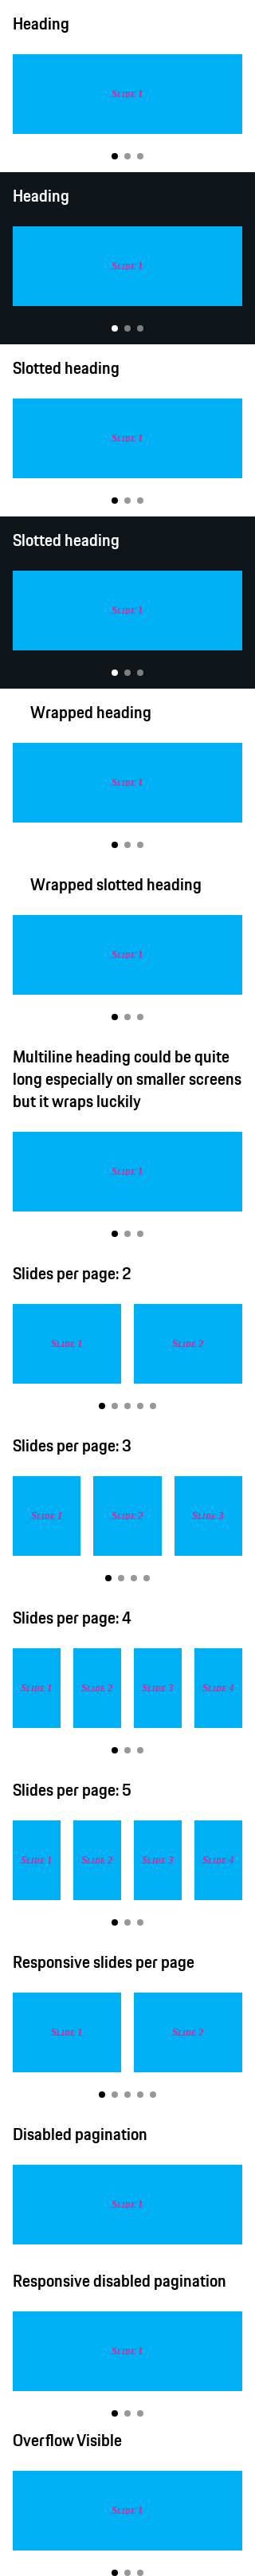 Heading
Slide 1
Heading
Slide 1
Slotted heading
Slide 1
Slotted heading
Slide 1
Wrapped heading
Slide 1
Wrapped slotted heading
Slide 1
Multiline heading could be quite
long especially on smaller screens
but it wraps luckily
Slide 1
Slides per page: 2
Slide 1 Slide 2
Slides per page: 3
Slide 1 Slide 2 Slide 3
Slides per page: 4
Slide 1 Slide 2 Slide 3 Slide 4
Slides per page: 5
Slide 1 Slide 2 Slide 3 Slide 4
Responsive slides per page
Slide 1 Slide 2
Disabled pagination
Slide 1
Responsive disabled pagination
Slide 1
Overflow Visible
Slide 1